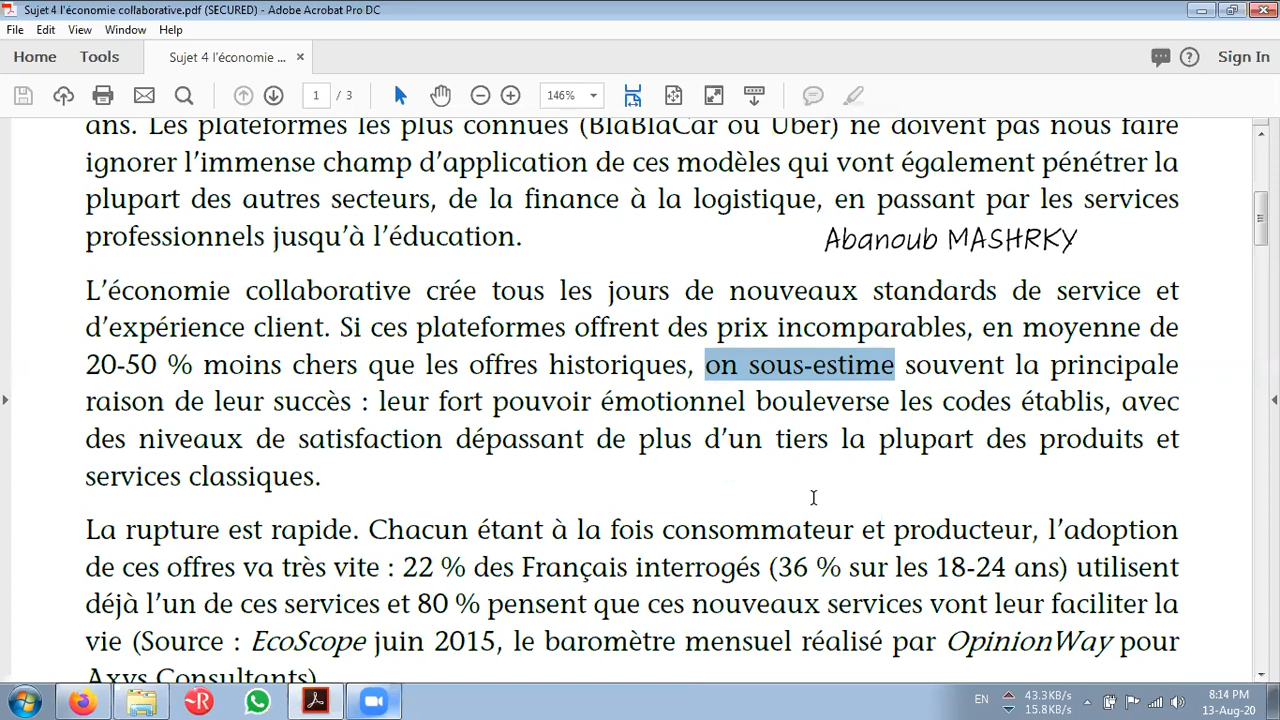 Sujet 4 l'économie collaborative.pdf (SECURED) - Adobe Acrobat Pro DC
File Edit View Window Help
Home Tools Sujet 4 l'économie ... × Sign In
1 / 3 146%
ans. Les plateformes les plus connues (BlaBlaCar ou Uber) ne doivent pas nous faire
ignorer l'immense champ d'application de ces modèles qui vont également pénétrer la
plupart des autres secteurs, de la finance à la logistique, en passant par les services
professionnels jusqu'à l'éducation.
Abanoub MASHRKY
L'économie collaborative crée tous les jours de nouveaux standards de service et
d'expérience client. Si ces plateformes offrent des prix incomparables, en moyenne de
20-50 % moins chers que les offres historiques, on sous-estime souvent la principale
raison de leur succès : leur fort pouvoir émotionnel bouleverse les codes établis, avec
des niveaux de satisfaction dépassant de plus d'un tiers la plupart des produits et
services classiques.
La rupture est rapide. Chacun étant à la fois consommateur et producteur, l'adoption
de ces offres va très vite : 22 % des Français interrogés (36 % sur les 18-24 ans) utilisent
déjà l'un de ces services et 80 % pensent que ces nouveaux services vont leur faciliter la
vie (Source : EcoScope juin 2015, le baromètre mensuel réalisé par OpinionWay pour
Axys Consultants)
EN 43.3KB/s 8:14 PM
15.8KB/s 13-Aug-20